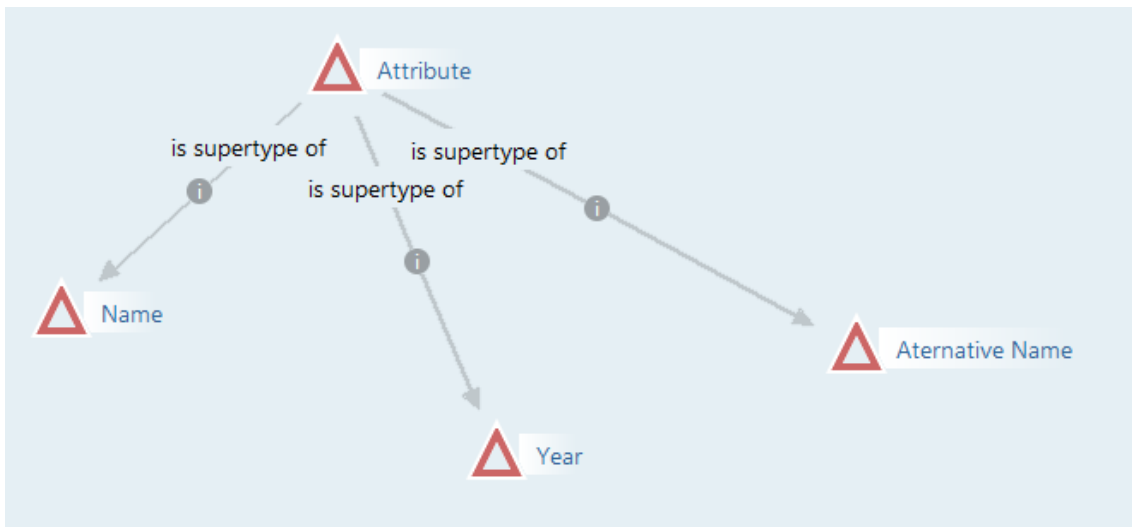 Attribute
is supertype of
is supertype of
is supertype of
Name
Aternative Name
Year